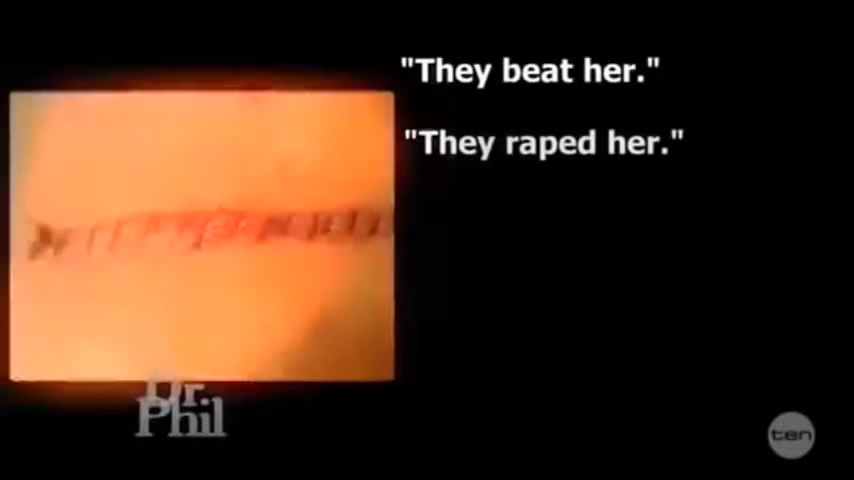 "They beat her."
"They raped her."
Dr.
Phil
ten